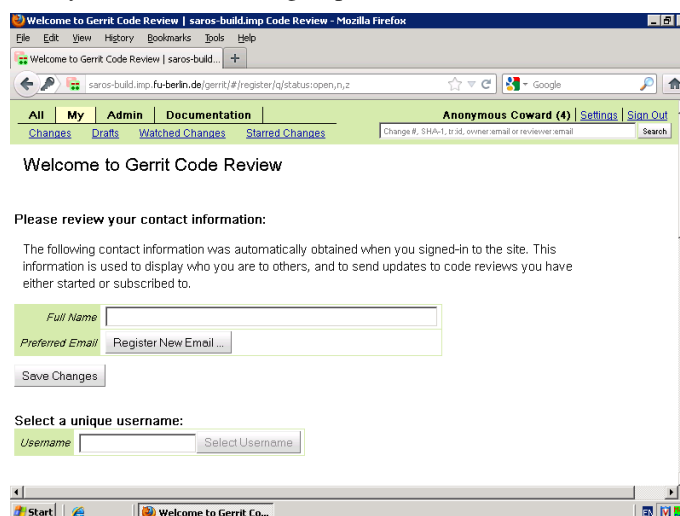 Welcome to Gerrit Code Review | saros-build.imp Code Review - Mozilla Firefox
File Edit View History Bookmarks Tools Help
Welcome to Gerrit Code Review | saros-build... +
saros-build.imp.fu-berlin.de/gerrit/#/register/q/status:open,n,z Google
All My Admin Documentation Anonymous Coward (4) | Settings | Sign Out
Changes Drafts Watched Changes Starred Changes Change #, SHA-1, tr:id, owner:email or reviewer:email Search
Welcome to Gerrit Code Review
Please review your contact information:
The following contact information was automatically obtained when you signed-in to the site. This
information is used to display who you are to others, and to send updates to code reviews you have
either started or subscribed to.
Full Name
Preferred Email Register New Email ...
Save Changes
Select a unique username:
Username Select Username
Start Welcome to Gerrit Co... EN